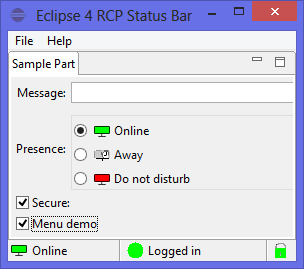 Eclipse 4 RCP Status Bar
File Help
Sample Part
Message:
Online
Presence:
Away
Do not disturb
Secure:
Menu demo
Online Logged in